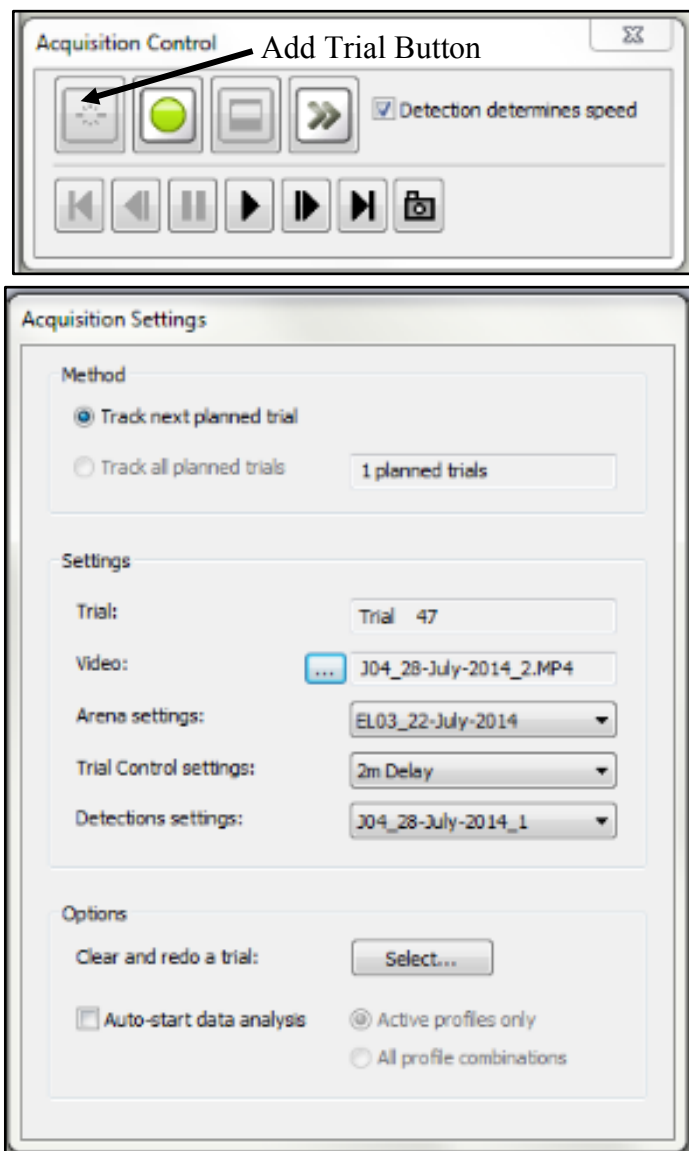 Acquisition Control
Add Trial Button
Detection determines speed
Acquisition Settings
Method
Track next planned trial
Track all planned trials
1 planned trials
Settings
Trial:
Trial 47
Video:
...
J04_28-July-2014_2.MP4
Arena settings:
EL03_22-July-2014
Trial Control settings:
2m Delay
Detections settings:
J04_28-July-2014_1
Options
Clear and redo a trial:
Select...
Auto-start data analysis
Active profiles only
All profile combinations